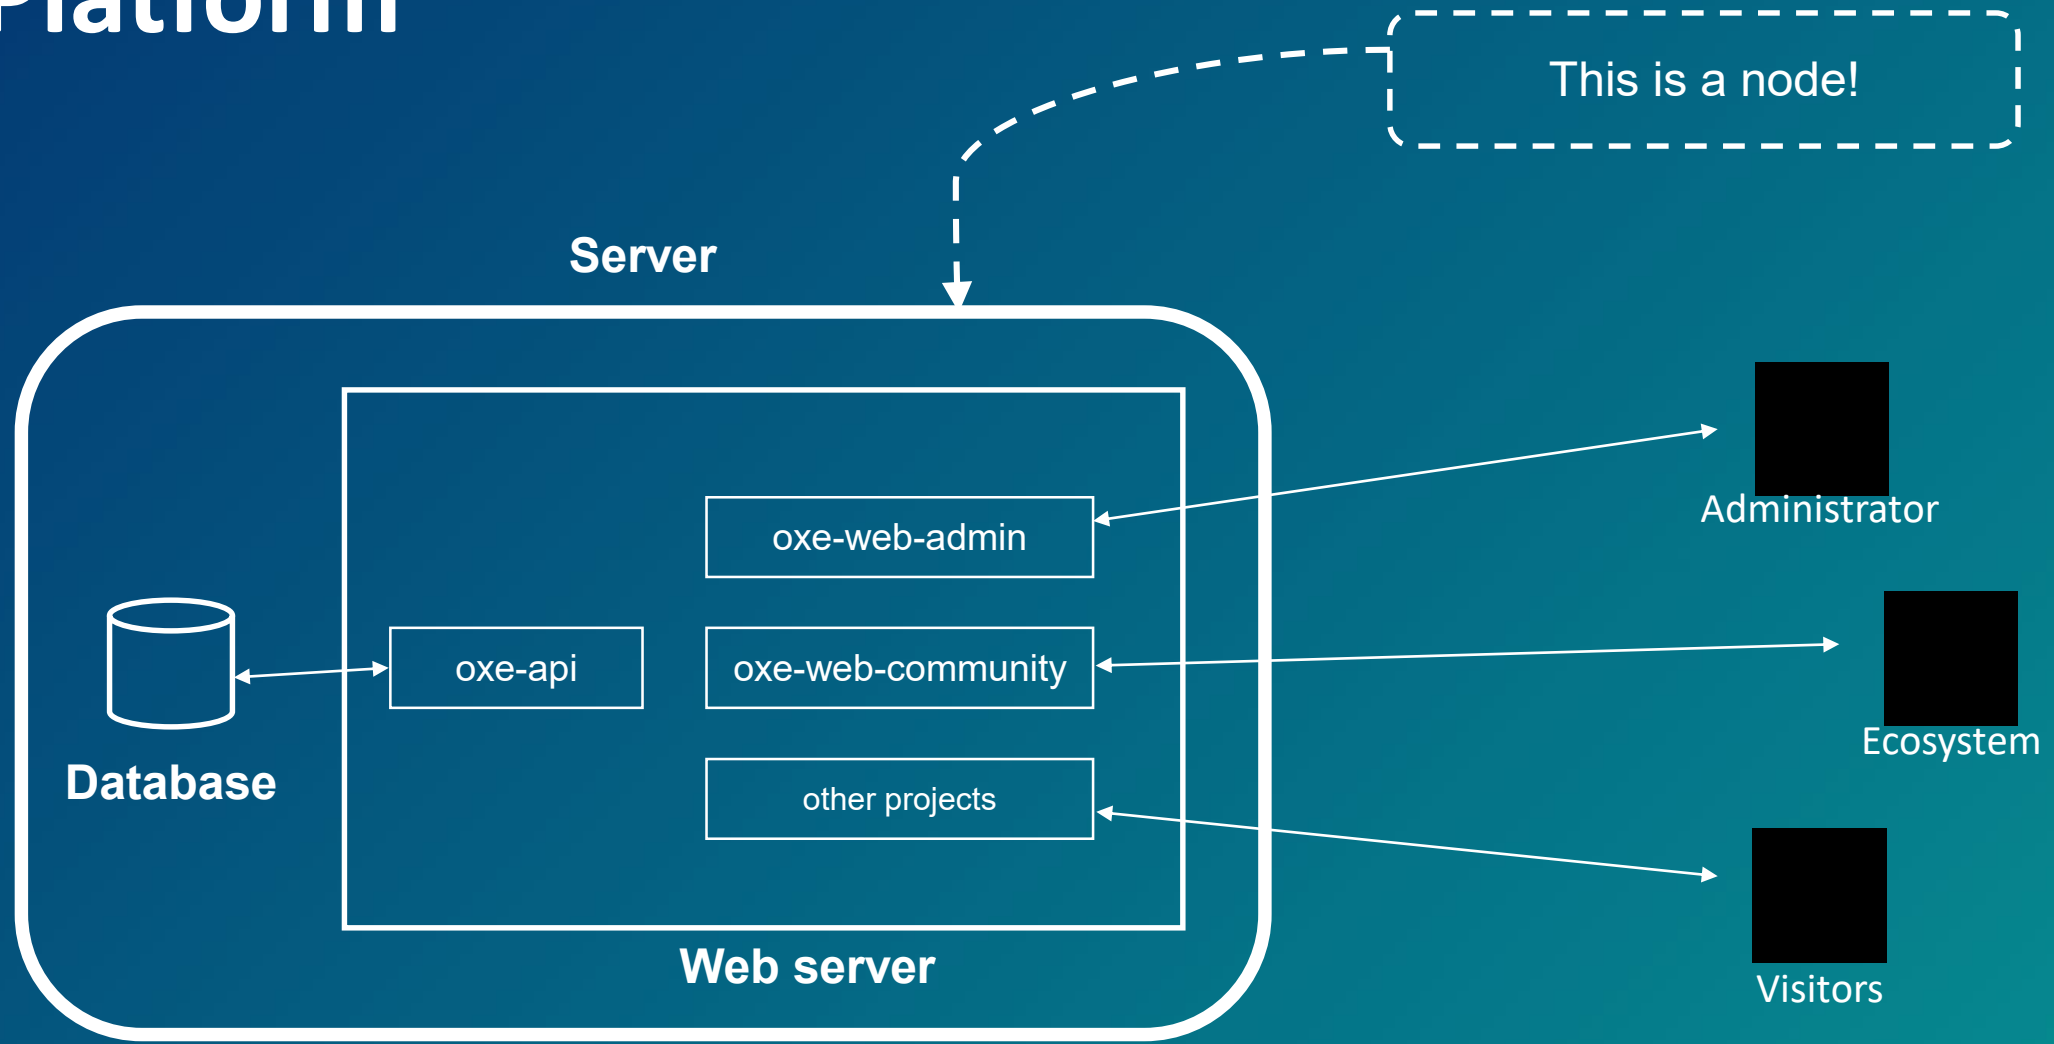 Platform
This is a node!
Server
oxe-web-admin
Administrator
oxe-api
oxe-web-community
Ecosystem
Database
other projects
Web server
Visitors